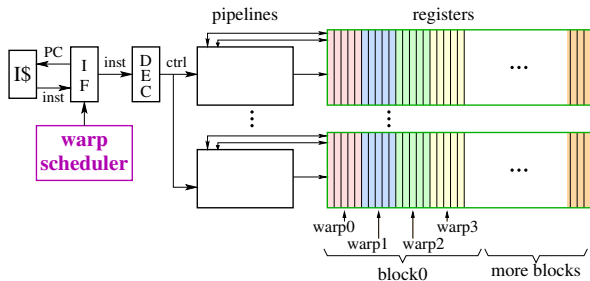 pipelines
registers
PC
I$
I
F
inst
D
E
C
ctrl
inst
...
...
warp
scheduler
...
...
...
warp0
warp3
warp1
warp2
block0
more blocks